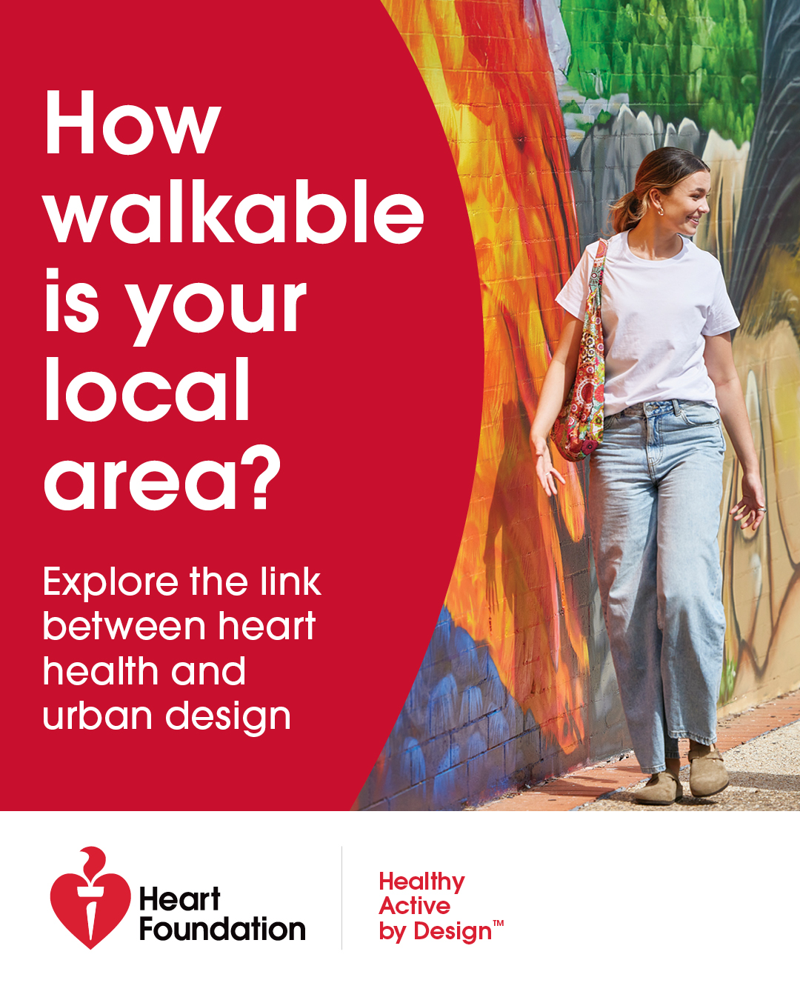 How
walkable
is your
local
area?
Explore the link
between heart
health and
urban design
Heart
Foundation
Healthy
Active
by Design™